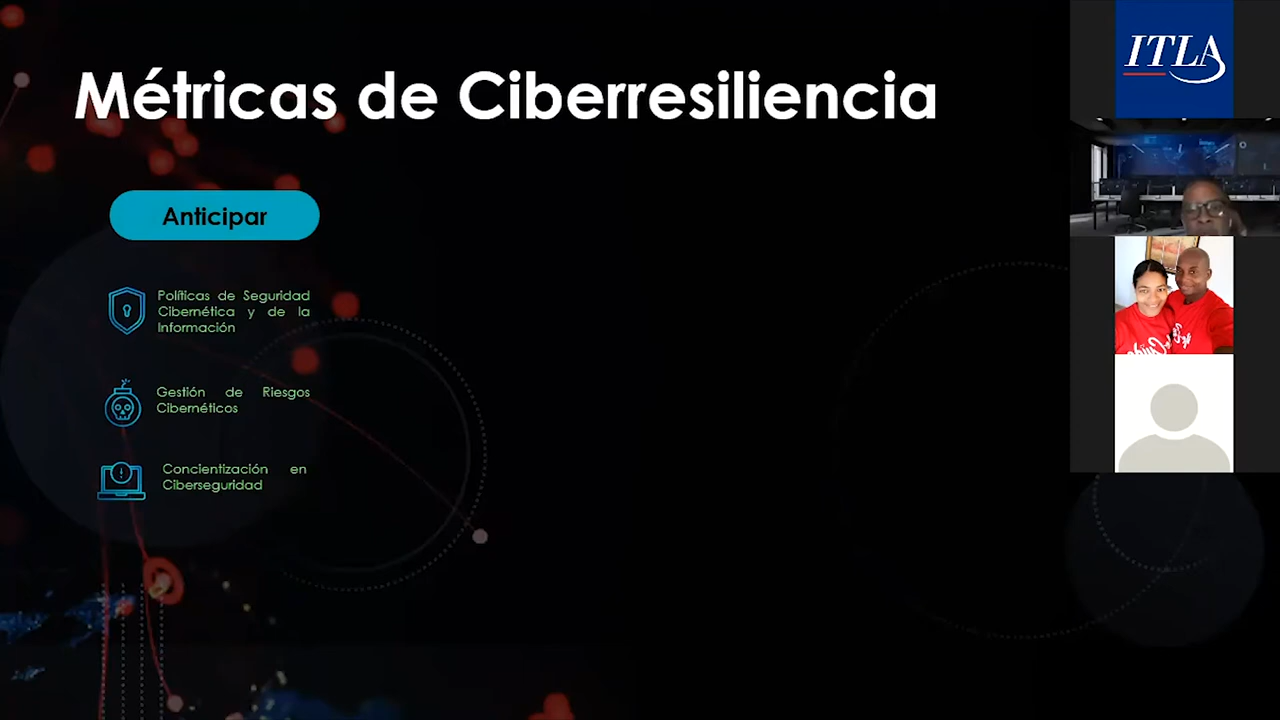 Métricas de Ciberresiliencia
Anticipar
Políticas de Seguridad
Cibernética y de la
Información
Gestión de Riesgos
Cibernéticos
Concientización en
Ciberseguridad
ITLA